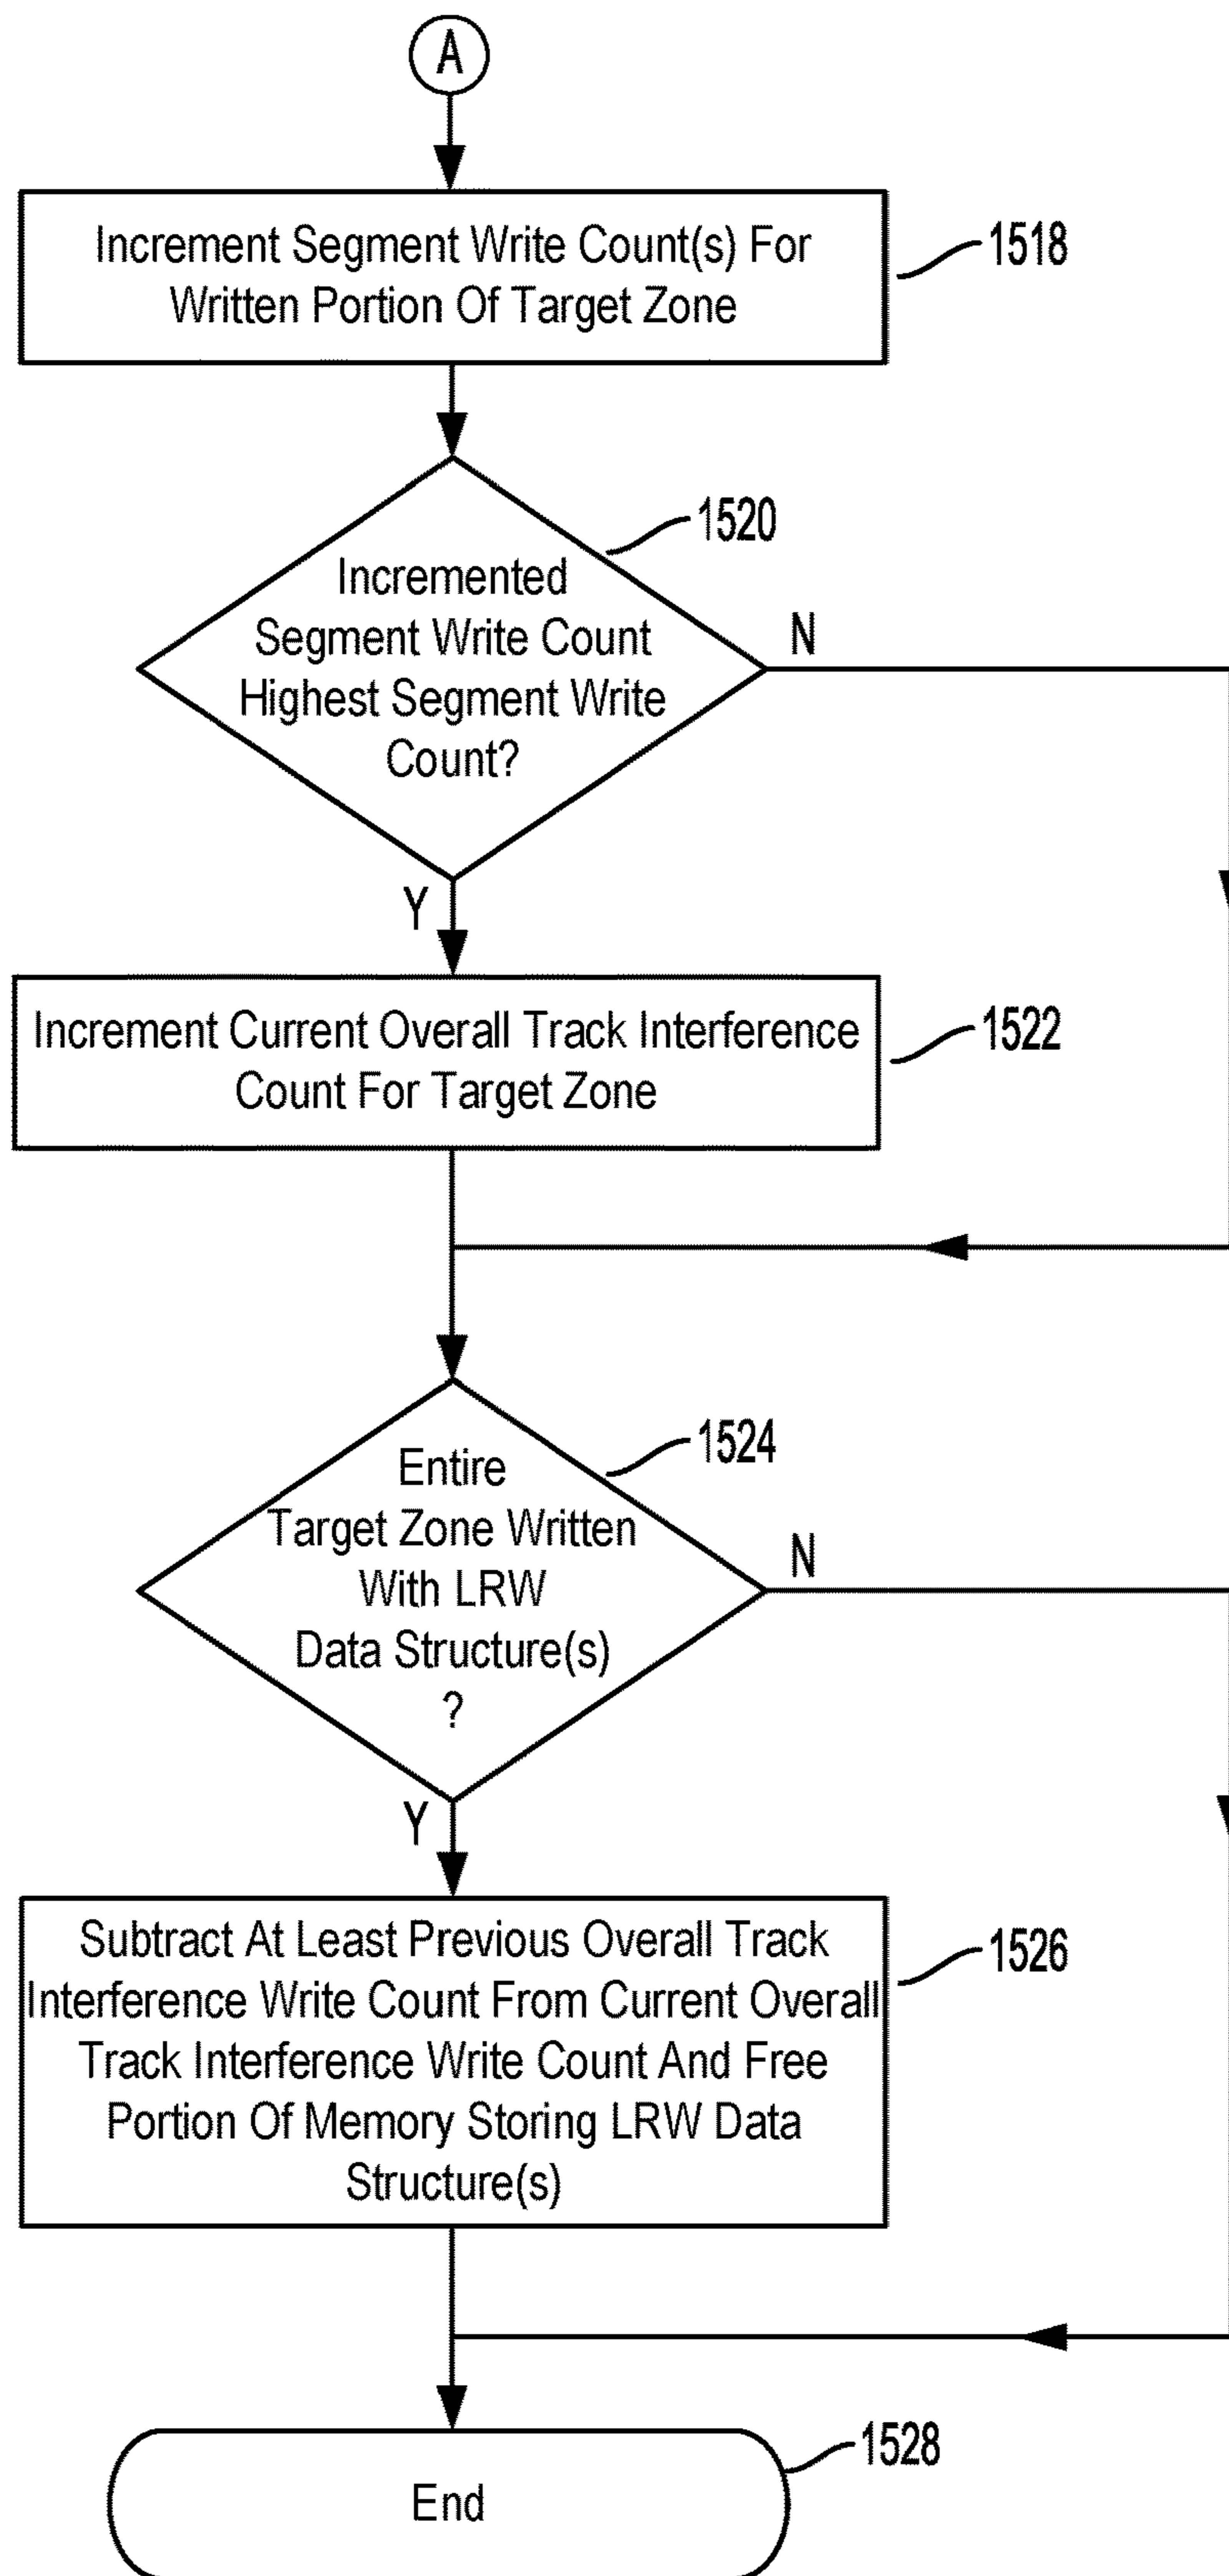 A
Increment Segment Write Count(s) For
Written Portion Of Target Zone
1518
1520
Incremented
Segment Write Count
Highest Segment Write
Count?
N
Y
Increment Current Overall Track Interference
Count For Target Zone
1522
1524
Entire
Target Zone Written
With LRW
Data Structure(s)
?
N
Y
Subtract At Least Previous Overall Track
Interference Write Count From Current Overall
Track Interference Write Count And Free
Portion Of Memory Storing LRW Data
Structure(s)
1526
1528
End